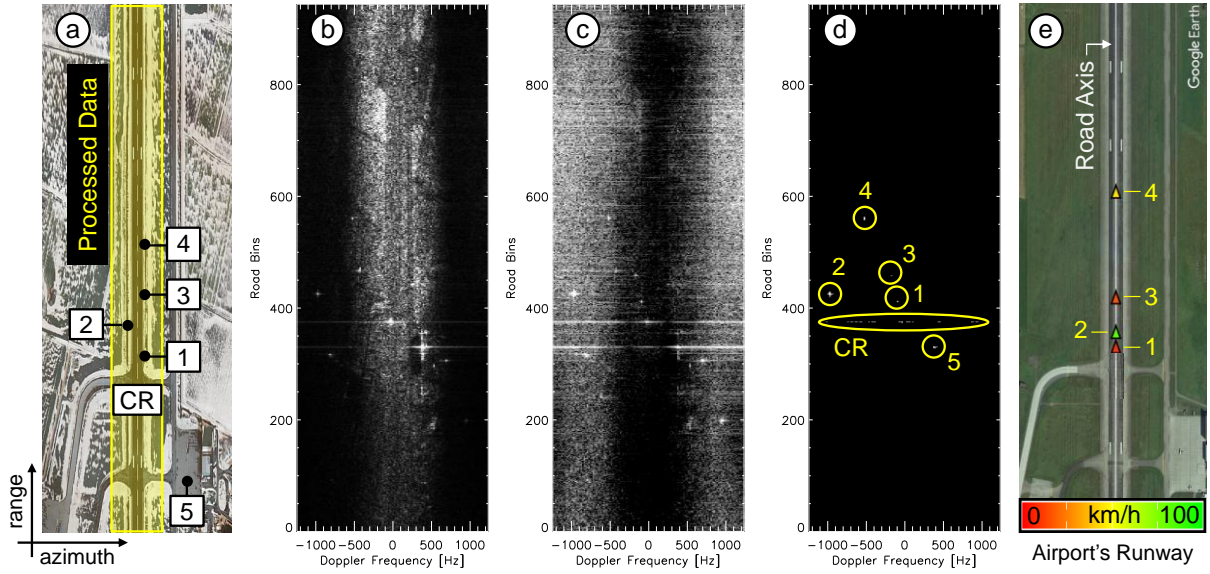 a
Processed Data
4
3
2
1
CR
5
range
azimuth
b
Road Bins
800
600
400
200
0
−1000 −500 0 500 1000
Doppler Frequency [Hz]
c
Road Bins
800
600
400
200
0
−1000 −500 0 500 1000
Doppler Frequency [Hz]
d
Road Bins
800
600
400
200
0
4
3
2
1
CR
5
−1000 −500 0 500 1000
Doppler Frequency [Hz]
e
Google Earth
Road Axis
4
3
2
1
0 km/h 100
Airport's Runway